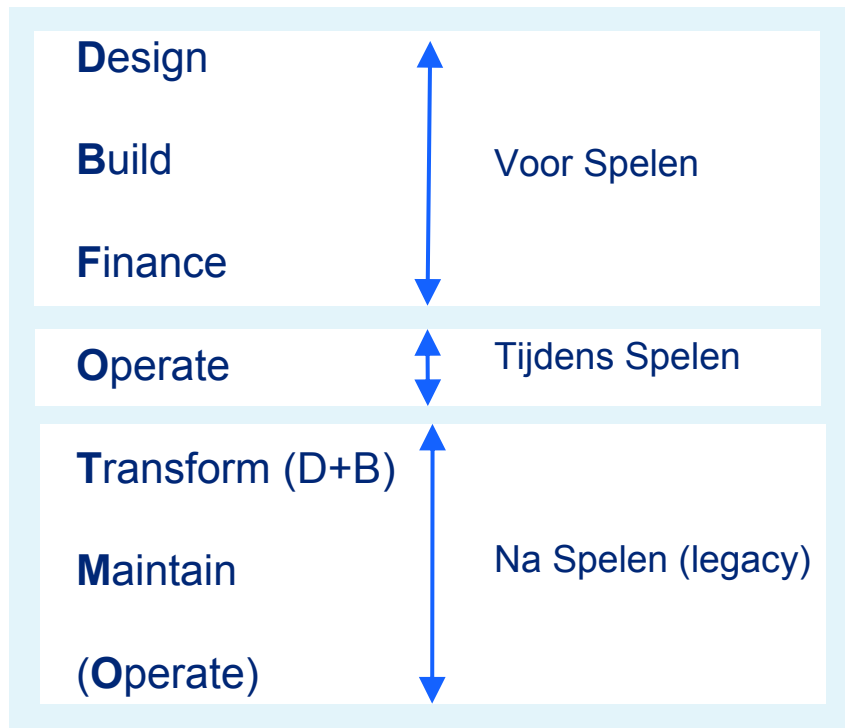 Design
Build
Voor Spelen
Finance
Operate
Tijdens Spelen
Transform (D+B)
Maintain
Na Spelen (legacy)
(Operate)